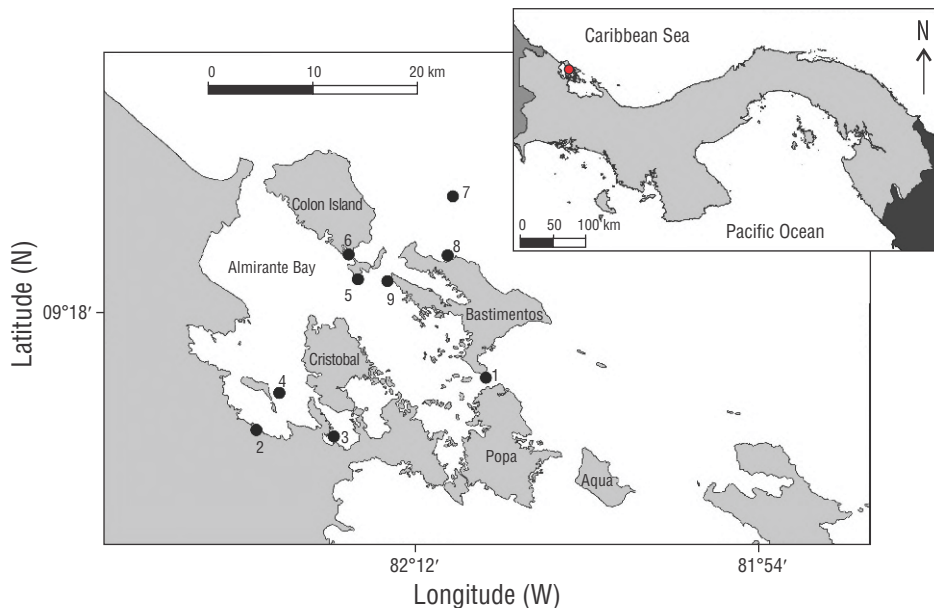 Caribbean Sea
N
0 10 20 km
Colon Island
7
6
8
Almirante Bay
5
9
0 50 100 km
Pacific Ocean
Latitude (N)
09°18′
Bastimentos
Cristobal
1
4
2
3
Popa
Aqua
82°12′
81°54′
Longitude (W)